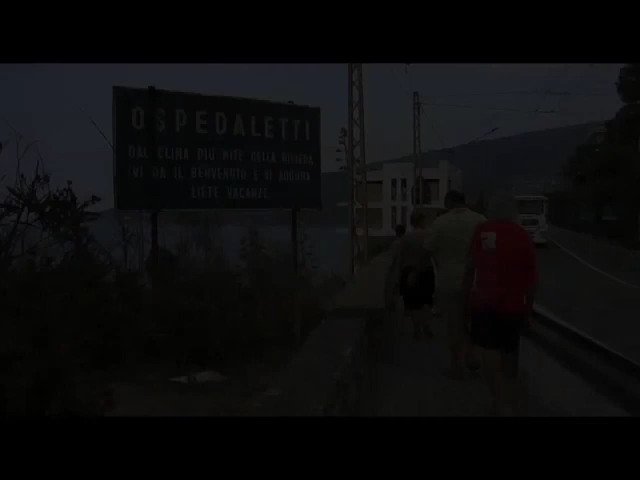 OSPEDALETTI
DAL CLIMA PIU MITE DELLA RIVIERA
VI DA IL BENVENUTO E VI AUGURA
LIETE VACANZE